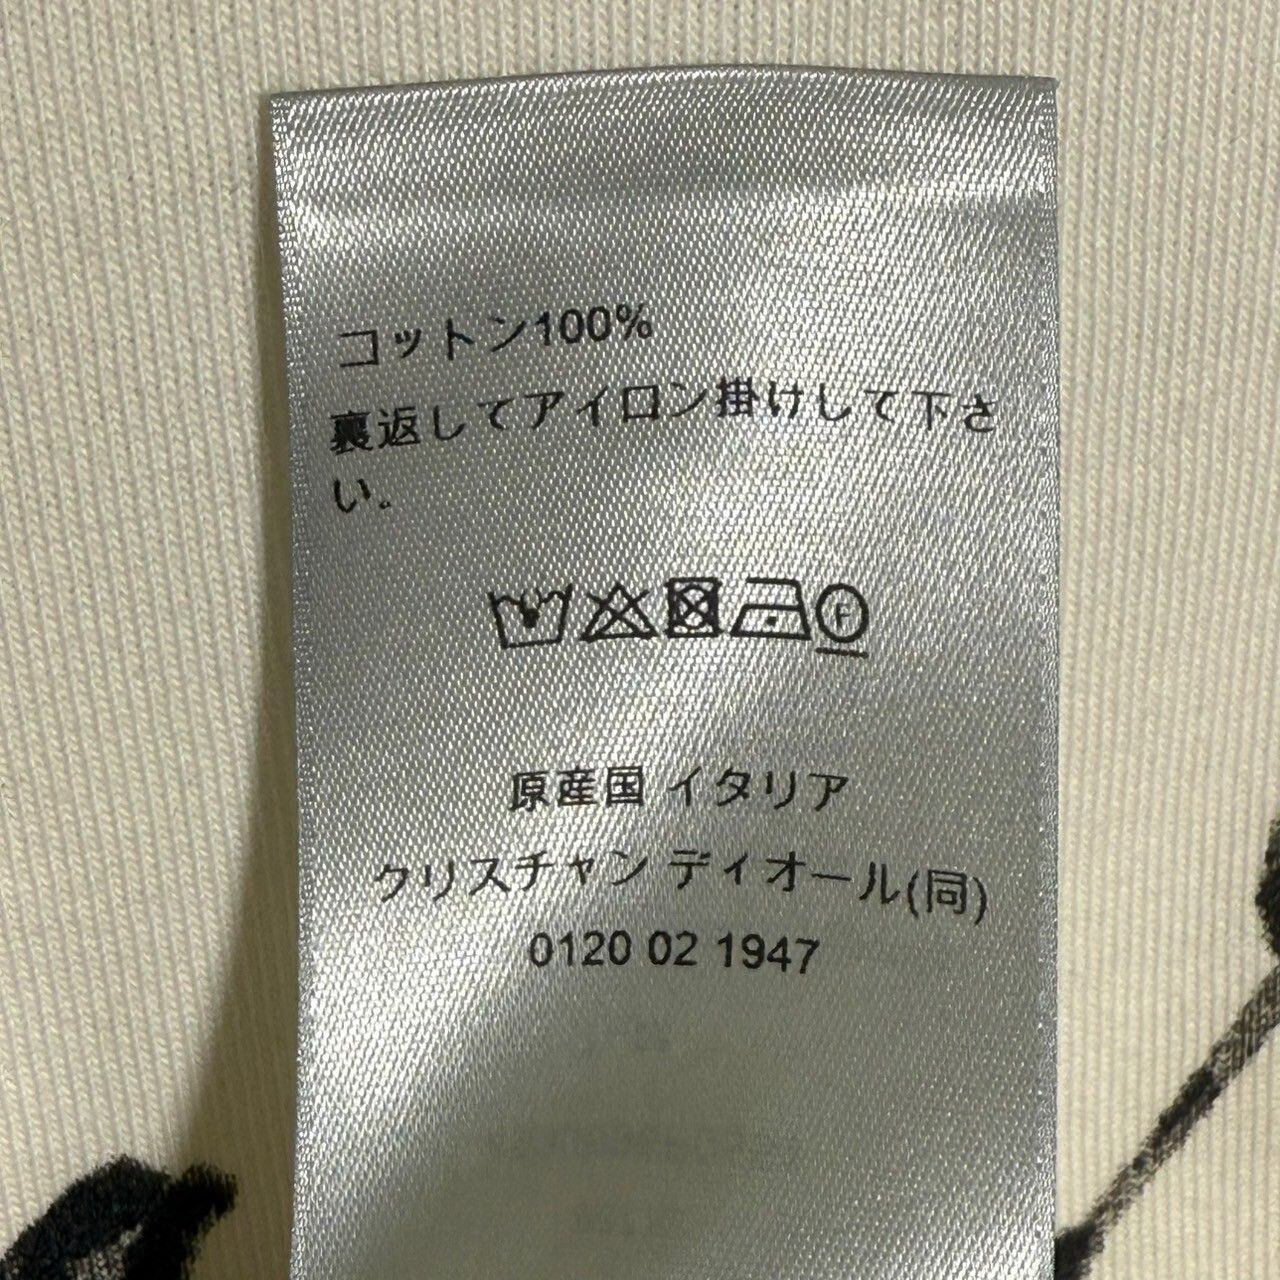 コットン100%
裏返してアイロン掛けして下さ
い.
原産国 イタリア
クリスチャン ディオール(同)
0120 02 1947